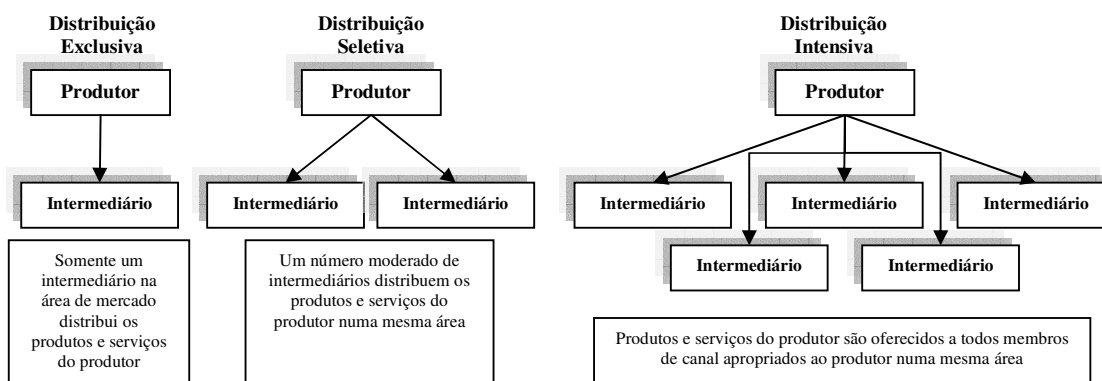 Distribuição
Exclusiva
Produtor
Intermediário
Somente um
intermediário na
área de mercado
distribui os
produtos e serviços
do produtor
Distribuição
Seletiva
Produtor
Intermediário
Intermediário
Um número moderado de
intermediários distribuem os
produtos e serviços do
produtor numa mesma área
Distribuição
Intensiva
Produtor
Intermediário
Intermediário
Intermediário
Intermediário
Intermediário
Produtos e serviços do produtor são oferecidos a todos membros
de canal apropriados ao produtor numa mesma área